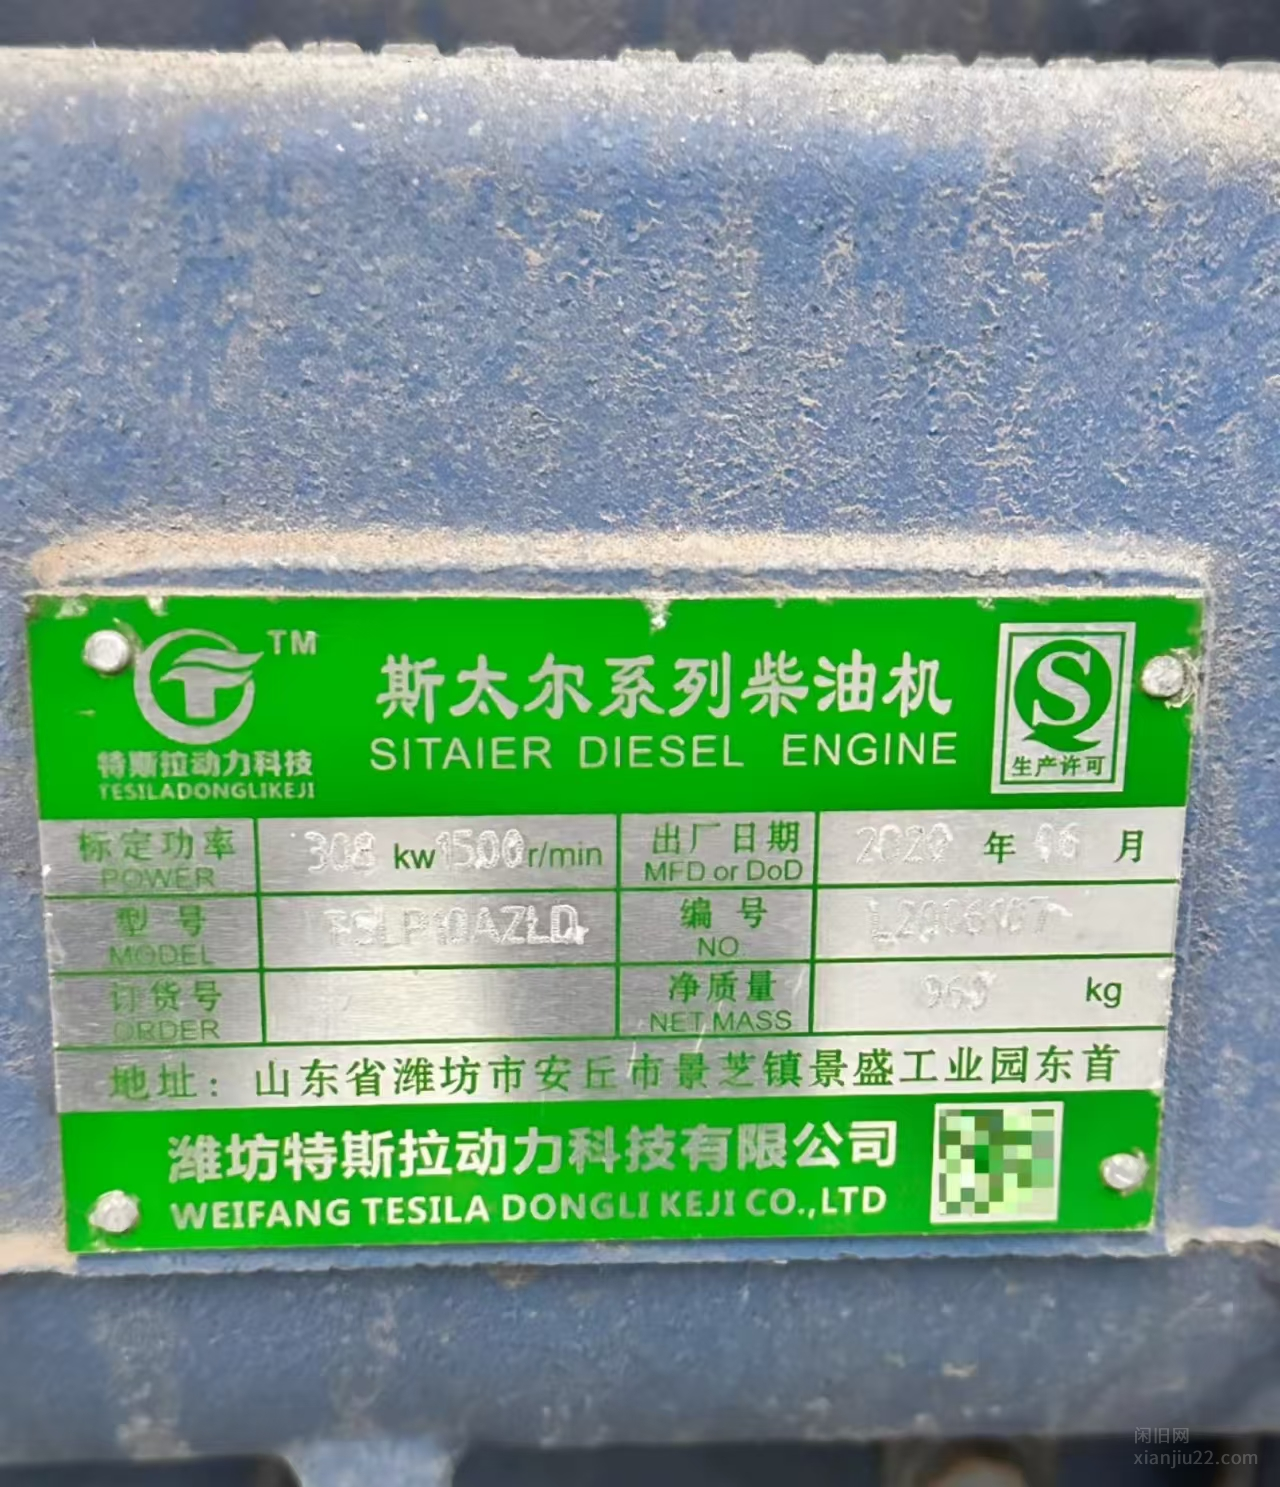 TM
特斯拉动力科技
TESILADONGLIKEJI
斯太尔系列柴油机
SITAIER DIESEL ENGINE
S
生产许可
标定功率 308 kw 1500 r/min 出厂日期 2020 年 06 月
POWER MFD or DoD
型号 编号
MODEL NO.
订货号 净质量 kg
ORDER NET MASS
地址：山东省潍坊市安丘市景芝镇景盛工业园东首
潍坊特斯拉动力科技有限公司
WEIFANG TESILA DONGLI KEJI CO.,LTD
闲旧网
xianjiu22.com